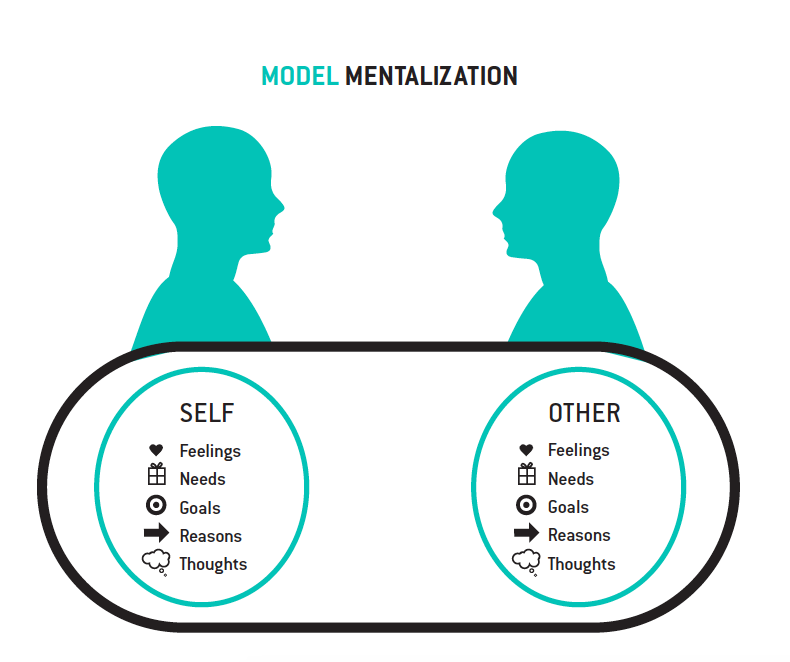 MODEL MENTALIZATION
SELF
Feelings
Needs
Goals
Reasons
Thoughts
OTHER
Feelings
Needs
Goals
Reasons
Thoughts